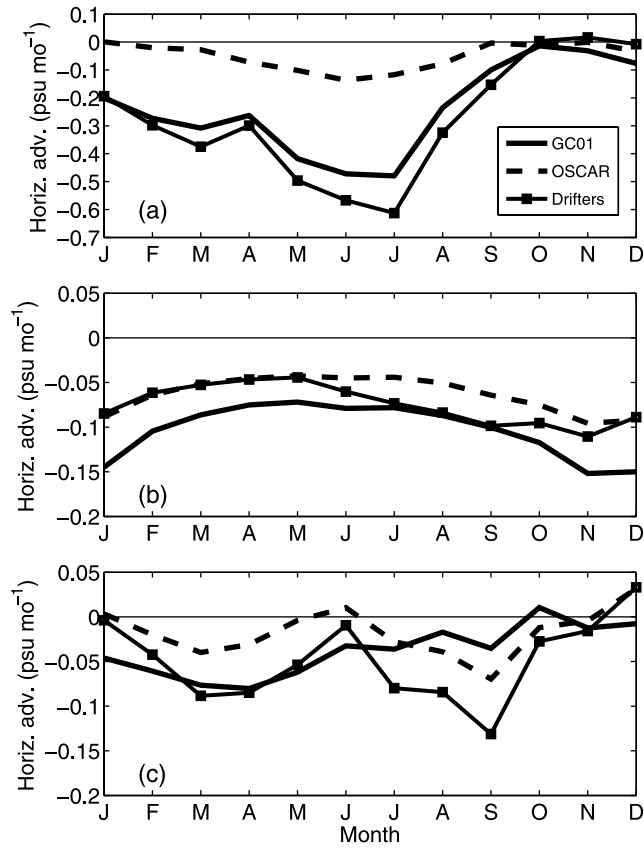 0.1
0
−0.1
−0.2
−0.3
−0.4
−0.5
−0.6
−0.7
Horiz. adv. (psu mo⁻¹)
GC01
OSCAR
Drifters
(a)
J F M A M J J A S O N D
0.05
0
−0.05
−0.1
−0.15
−0.2
Horiz. adv. (psu mo⁻¹)
(b)
J F M A M J J A S O N D
0.05
0
−0.05
−0.1
−0.15
−0.2
Horiz. adv. (psu mo⁻¹)
(c)
J F M A M J J A S O N D
Month